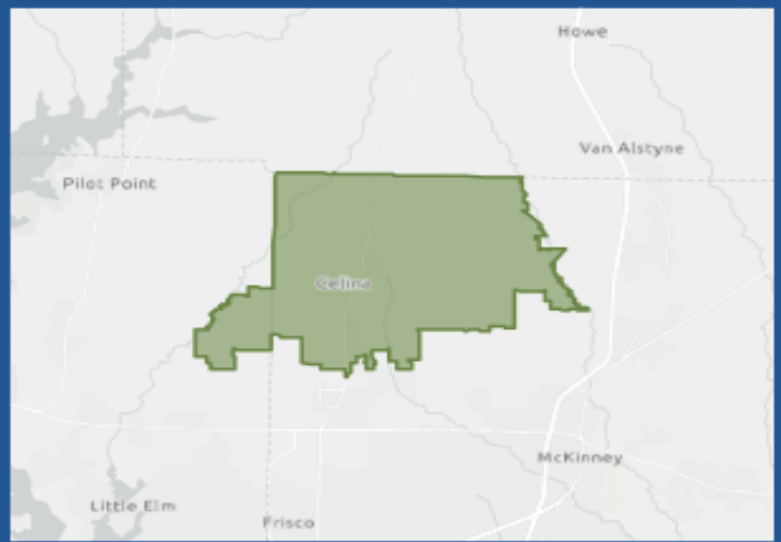 Howe
Van Alstyne
Pilot Point
Celina
McKinney
Little Elm
Frisco